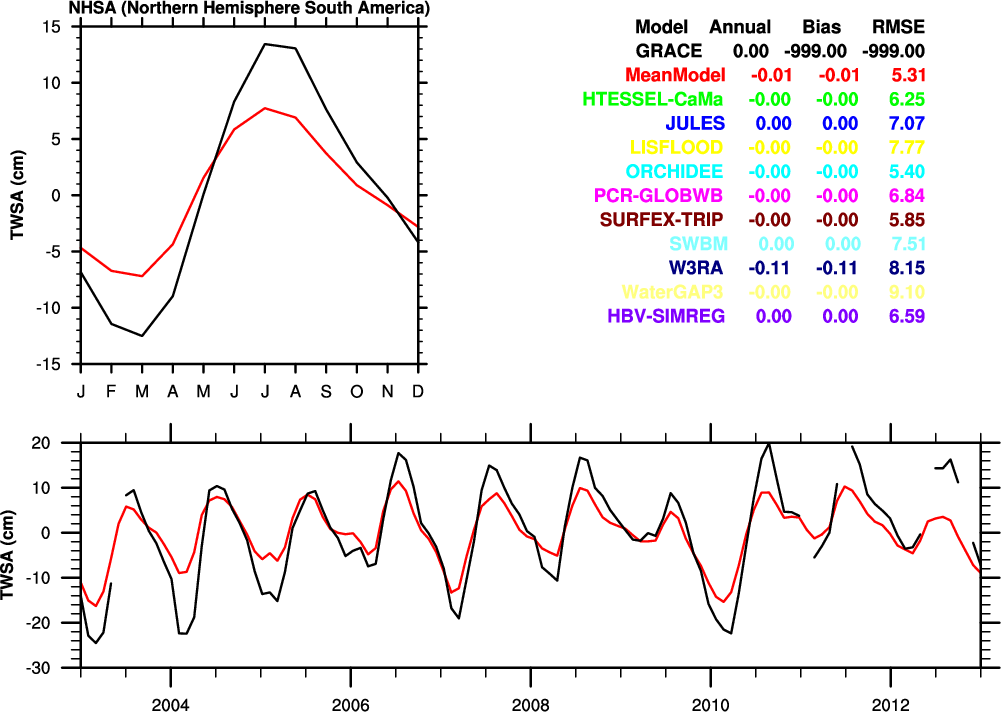 NHSA (Northern Hemisphere South America)
15
10
5
0
-5
-10
-15
TWSA (cm)
J F M A M J J A S O N D
Model Annual Bias RMSE
GRACE 0.00 -999.00 -999.00
MeanModel -0.01 -0.01 5.31
HTESSEL-CaMa -0.00 -0.00 6.25
JULES 0.00 0.00 7.07
LISFLOOD -0.00 -0.00 7.77
ORCHIDEE -0.00 -0.00 5.40
PCR-GLOBWB -0.00 -0.00 6.84
SURFEX-TRIP -0.00 -0.00 5.85
SWBM 0.00 0.00 7.51
W3RA -0.11 -0.11 8.15
WaterGAP3 -0.00 -0.00 9.10
HBV-SIMREG 0.00 0.00 6.59
20
10
0
-10
-20
-30
TWSA (cm)
2004 2006 2008 2010 2012